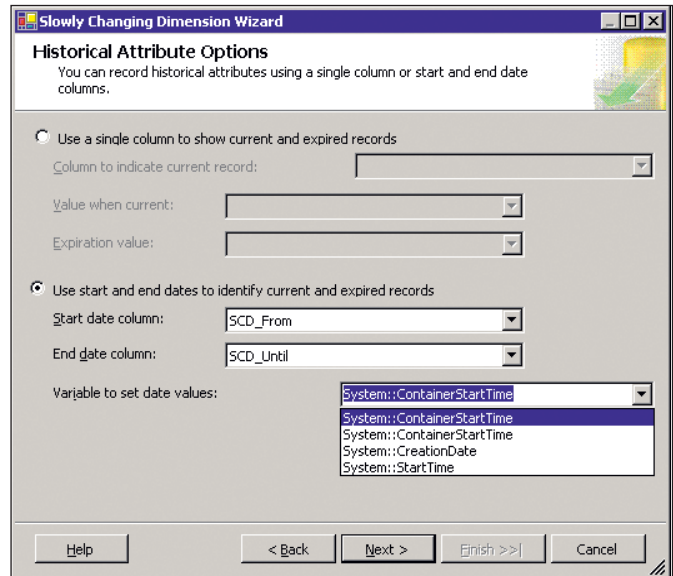 Slowly Changing Dimension Wizard
Historical Attribute Options
You can record historical attributes using a single column or start and end date
columns.
Use a single column to show current and expired records
Column to indicate current record:
Value when current:
Expiration value:
Use start and end dates to identify current and expired records
Start date column: SCD_From
End date column: SCD_Until
Variable to set date values: System::ContainerStartTime
System::ContainerStartTime
System::ContainerStartTime
System::CreationDate
System::StartTime
Help < Back Next > Finish >>| Cancel